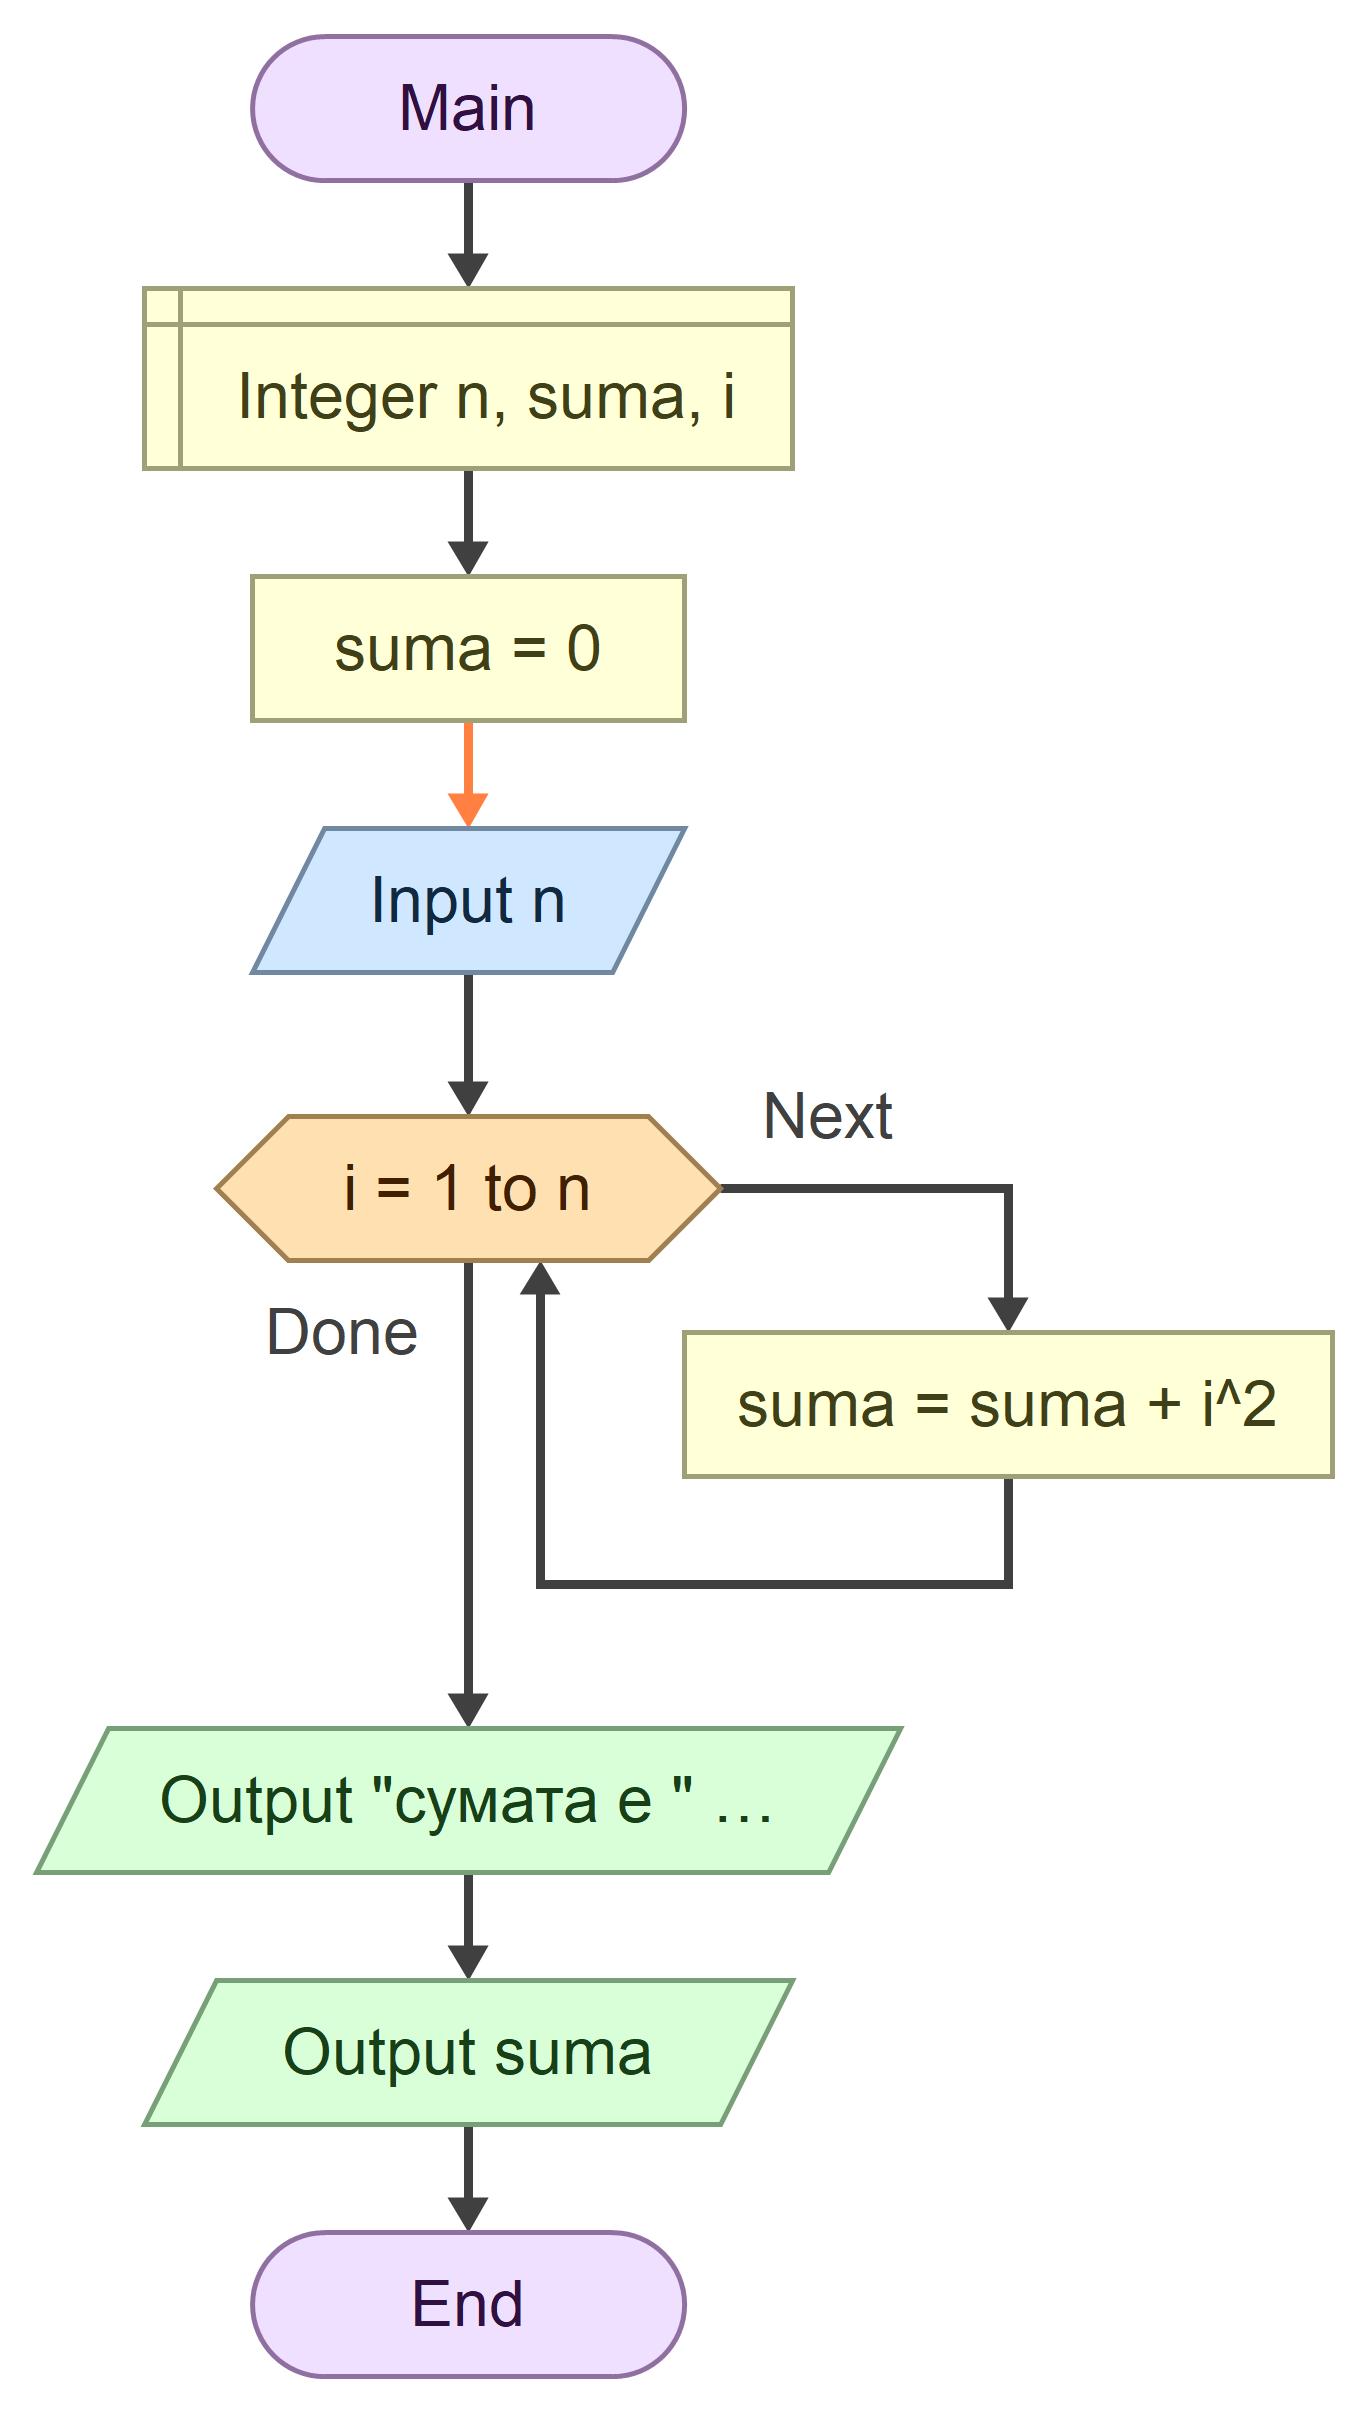 Main
Integer n, suma, i
suma = 0
Input n
i = 1 to n
Next
Done
suma = suma + i^2
Output "сумата е " …
Output suma
End